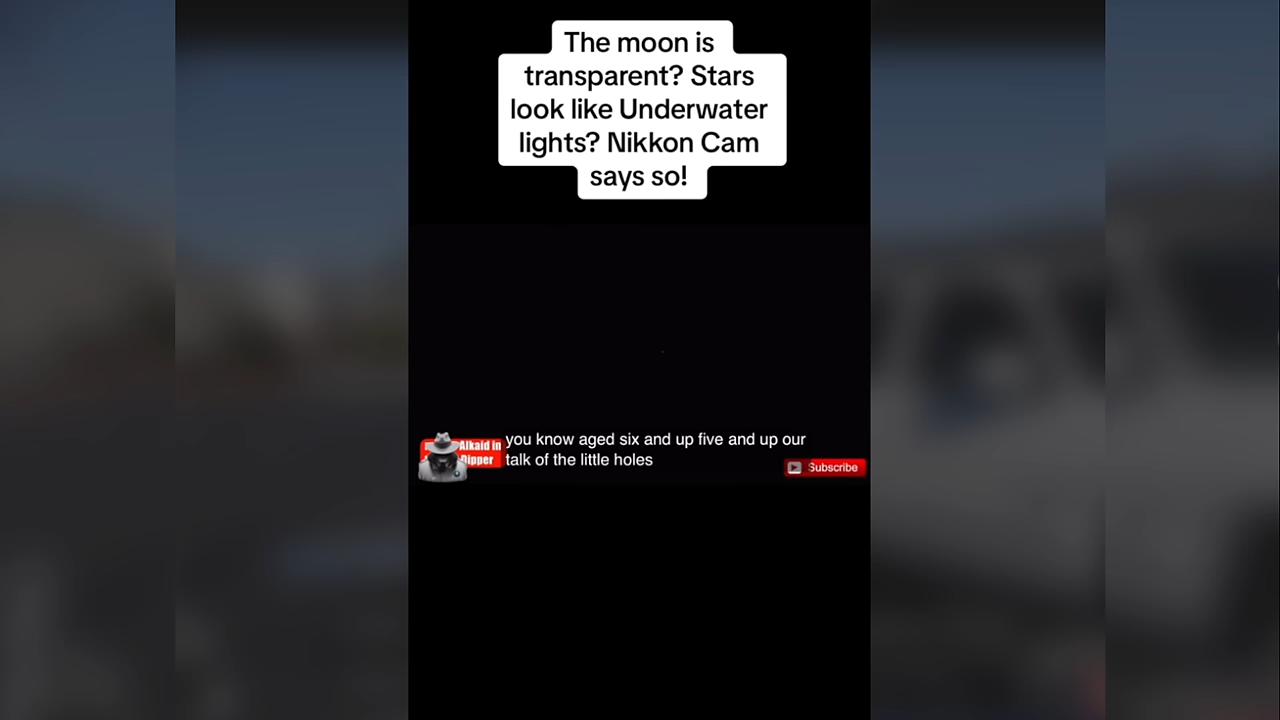 The moon is
transparent? Stars
look like Underwater
lights? Nikkon Cam
says so!
Alkaid in
Dipper
you know aged six and up five and up our
talk of the little holes
Subscribe